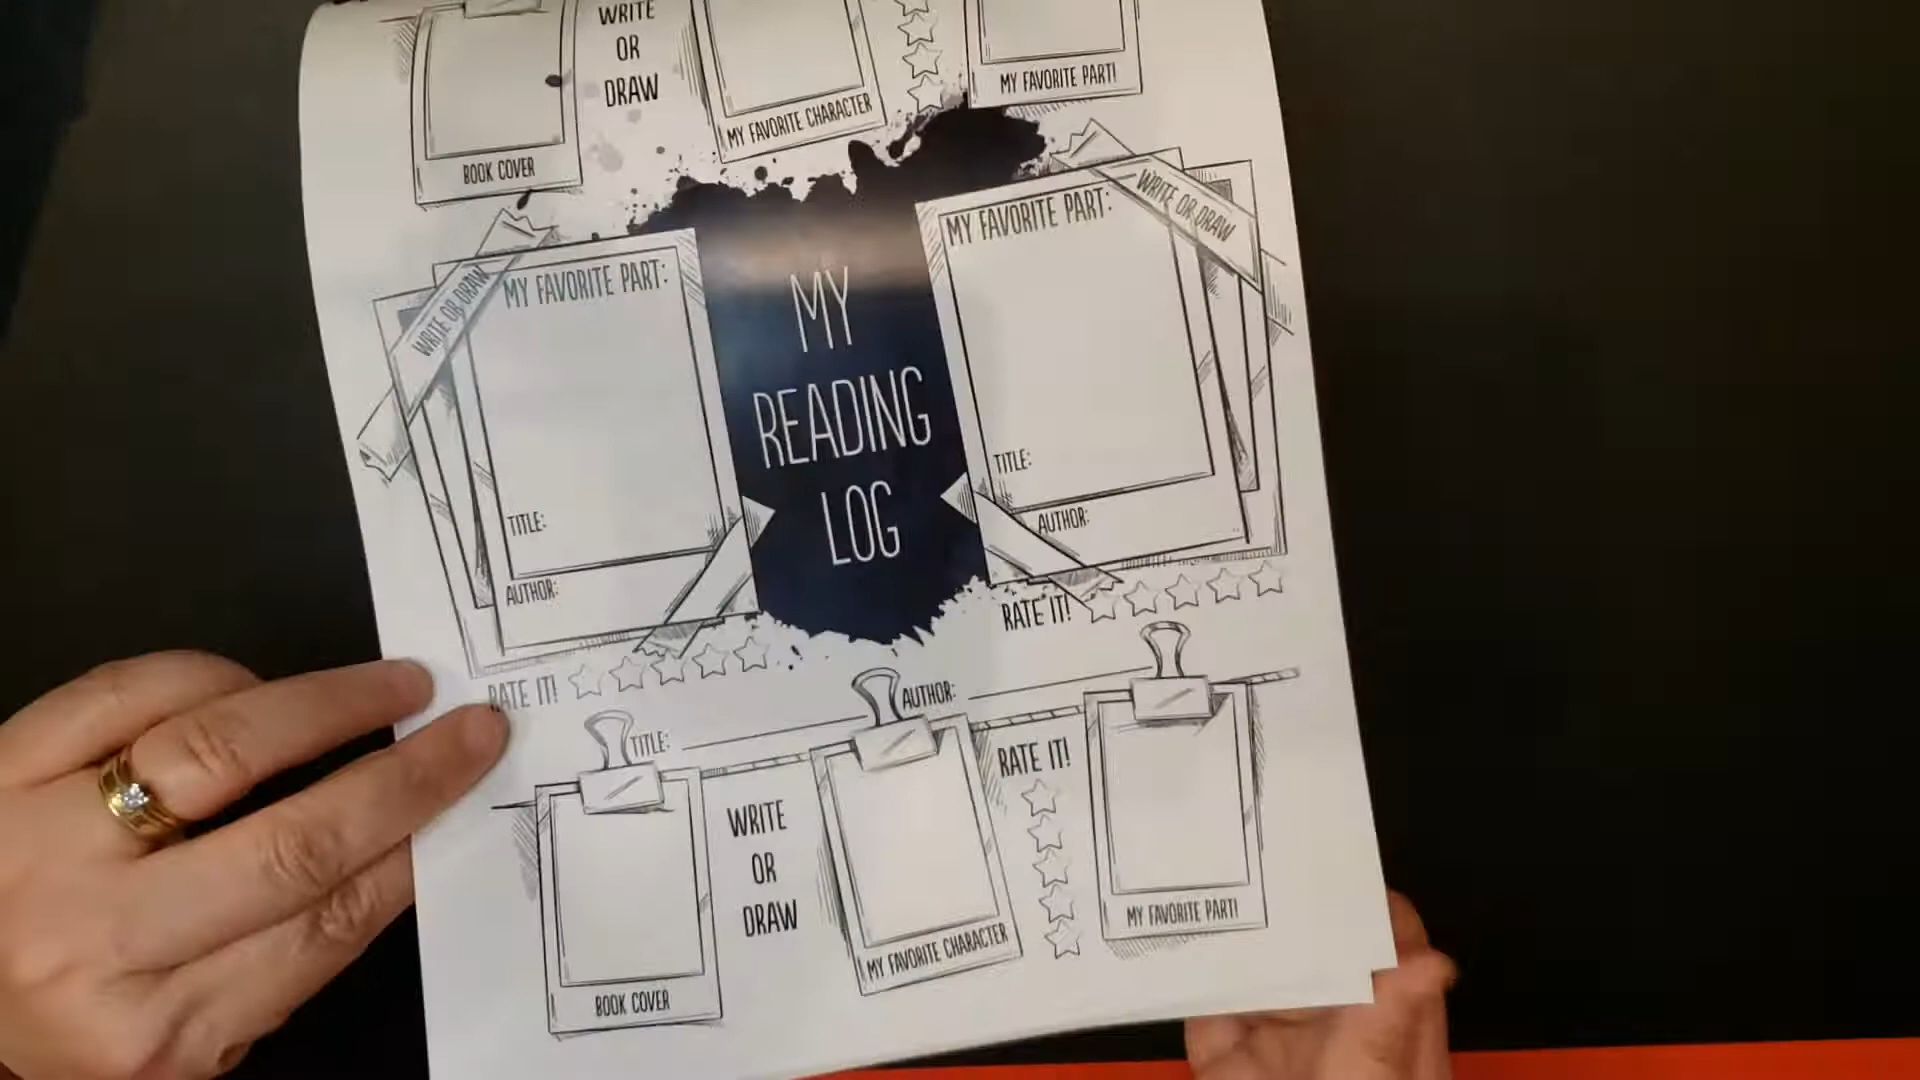 WRITE
OR
DRAW
BOOK COVER
MY FAVORITE CHARACTER
MY FAVORITE PART!
WRITE OR DRAW
MY FAVORITE PART:
TITLE:
AUTHOR:
RATE IT!
MY
READING
LOG
MY FAVORITE PART:
WRITE OR DRAW
TITLE:
AUTHOR:
RATE IT!
TITLE:
AUTHOR:
WRITE
OR
DRAW
RATE IT!
BOOK COVER
MY FAVORITE CHARACTER
MY FAVORITE PART!